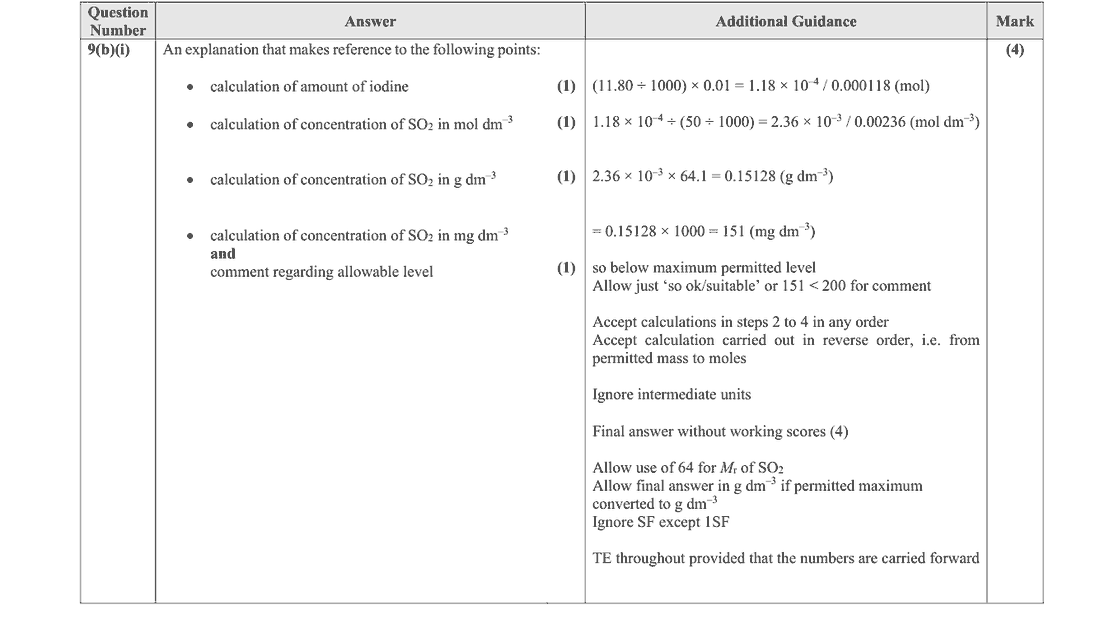 Question Number
Answer
Additional Guidance
Mark
9(b)(i)
An explanation that makes reference to the following points:
(4)
• calculation of amount of iodine (1)
(11.80 ÷ 1000) × 0.01 = 1.18 × 10⁻⁴ / 0.000118 (mol)
• calculation of concentration of SO₂ in mol dm⁻³ (1)
1.18 × 10⁻⁴ ÷ (50 ÷ 1000) = 2.36 × 10⁻³ / 0.00236 (mol dm⁻³)
• calculation of concentration of SO₂ in g dm⁻³ (1)
2.36 × 10⁻³ × 64.1 = 0.15128 (g dm⁻³)
• calculation of concentration of SO₂ in mg dm⁻³
and
comment regarding allowable level (1)
= 0.15128 × 1000 = 151 (mg dm⁻³)
so below maximum permitted level
Allow just ‘so ok/suitable’ or 151 < 200 for comment
Accept calculations in steps 2 to 4 in any order
Accept calculation carried out in reverse order, i.e. from
permitted mass to moles
Ignore intermediate units
Final answer without working scores (4)
Allow use of 64 for Mᵣ of SO₂
Allow final answer in g dm⁻³ if permitted maximum
converted to g dm⁻³
Ignore SF except 1SF
TE throughout provided that the numbers are carried forward